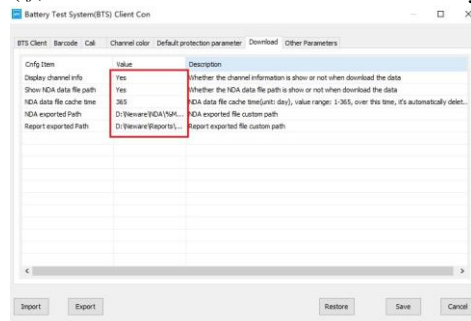 Battery Test System(BTS) Client Con
BTS Client Barcode Cali Channel color Default protection parameter Download Other Parameters
Cnfg Item Value Description
Display channel info Yes Whether the channel information is show or not when download the data
Show NDA data file path Yes Whether the NDA data file path is show or not when download the data
NDA data file cache time 365 NDA data file cache time(unit: day), value range: 1-365, over this time, it's automatically delet...
NDA exported Path D:\Neware\NDA\%M... NDA exported file custom path
Report exported Path D:\Neware\Reports\... Report exported file custom path
Import Export Restore Save Cancel